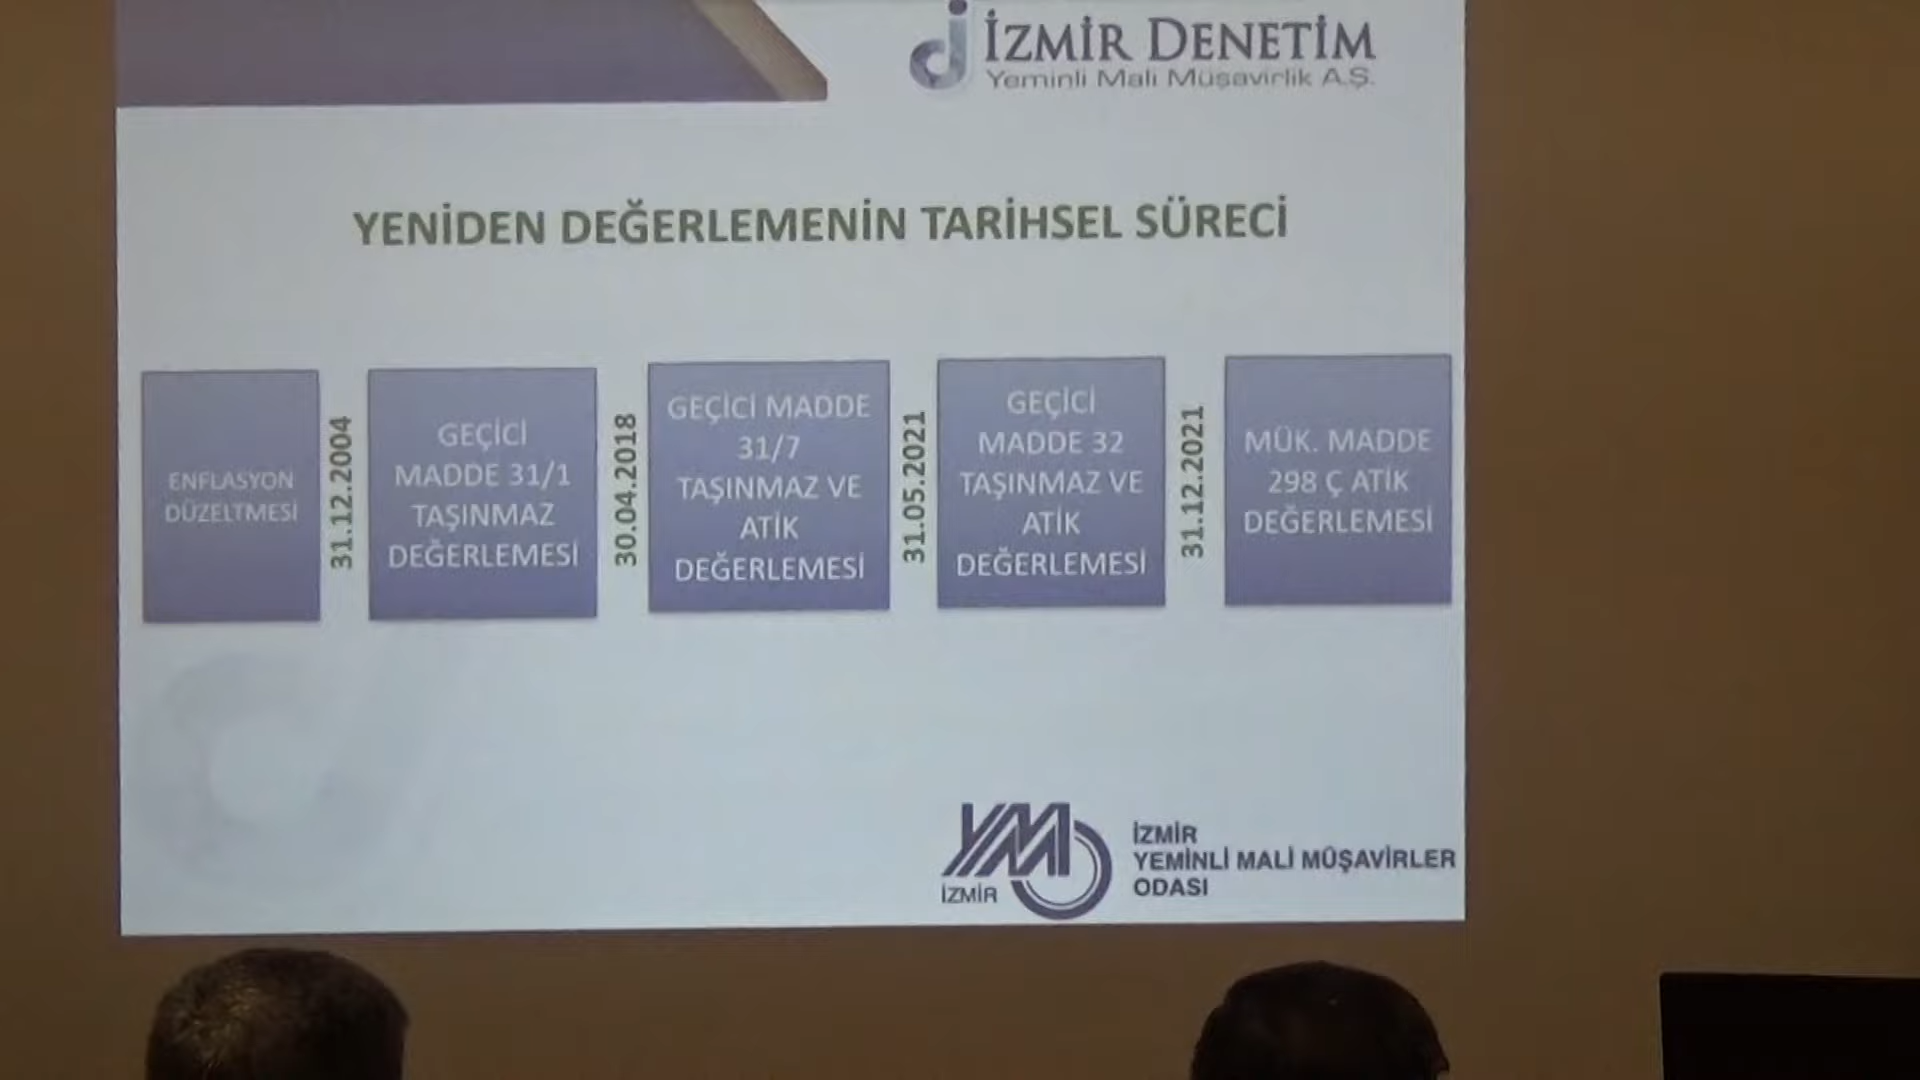 İZMİR DENETİM
Yeminli Mali Müşavirlik A.Ş.
YENİDEN DEĞERLEMENİN TARİHSEL SÜRECİ
ENFLASYON
DÜZELTMESİ
31.12.2004
GEÇİCİ
MADDE 31/1
TAŞINMAZ
DEĞERLEMESİ
30.04.2018
GEÇİCİ MADDE
31/7
TAŞINMAZ VE
ATİK
DEĞERLEMESİ
31.05.2021
GEÇİCİ
MADDE 32
TAŞINMAZ VE
ATİK
DEĞERLEMESİ
31.12.2021
MÜK. MADDE
298 Ç ATİK
DEĞERLEMESİ
YMM
İZMİR
İZMİR
YEMİNLİ MALİ MÜŞAVİRLER
ODASI